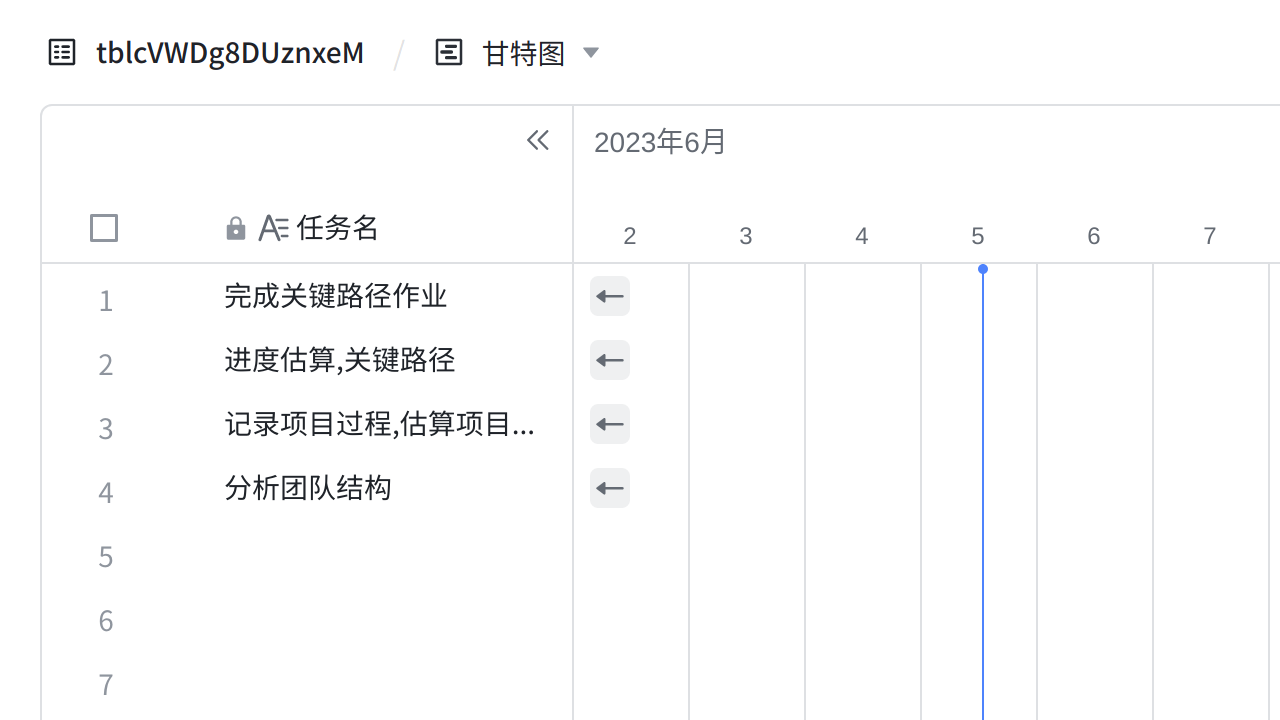 tblcVWDg8DUznxeM / 甘特图
2023年6月
任务名
2 3 4 5 6 7
1 完成关键路径作业
2 进度估算,关键路径
3 记录项目过程,估算项目...
4 分析团队结构
5
6
7